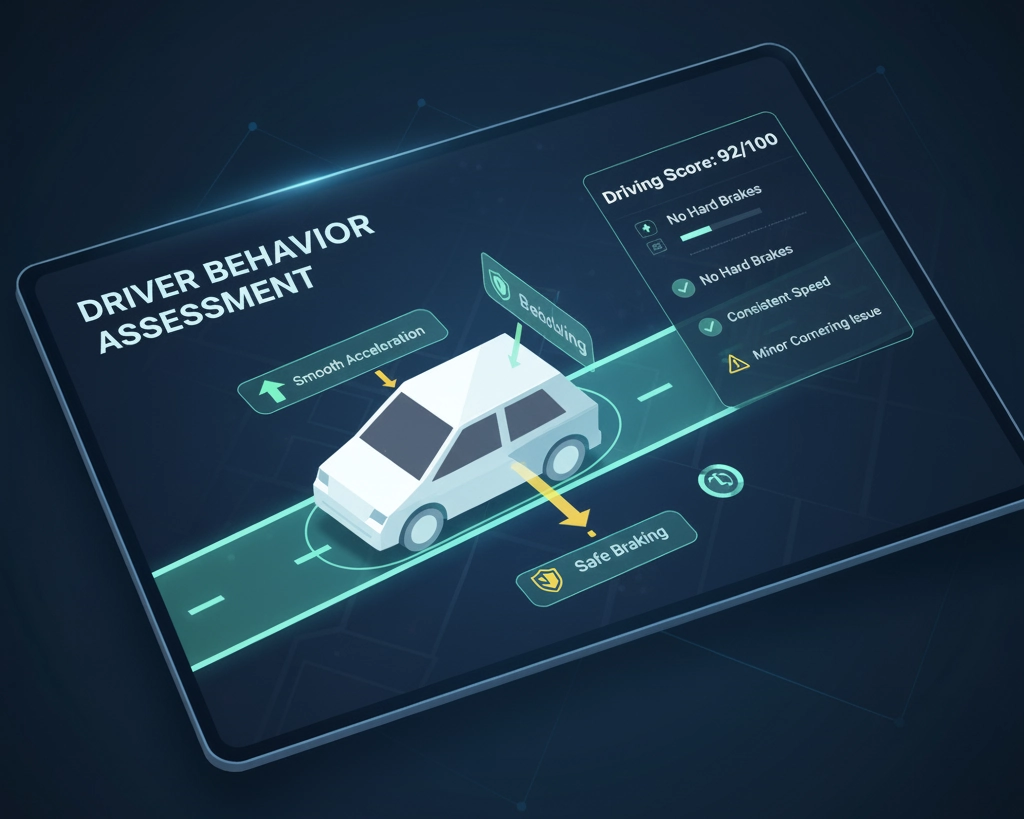 DRIVER BEHAVIOR
ASSESSMENT
Smooth Acceleration
Driving Score: 92/100
No Hard Brakes
No Hard Brakes
Consistent Speed
Minor Cornering Issue
Safe Braking